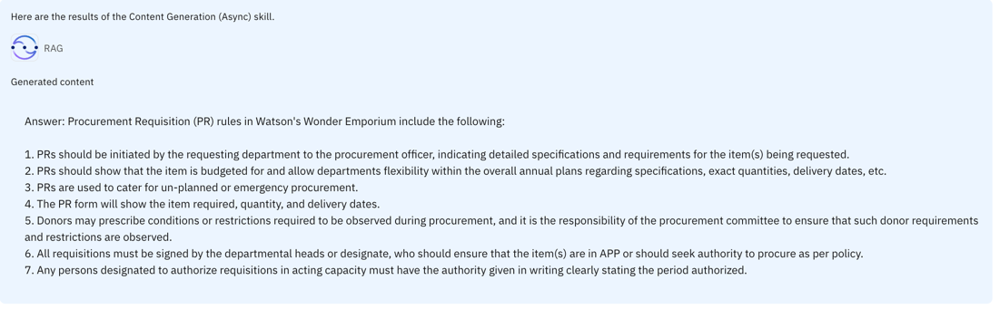 Here are the results of the Content Generation (Async) skill.
RAG
Generated content
Answer: Procurement Requisition (PR) rules in Watson's Wonder Emporium include the following:
1. PRs should be initiated by the requesting department to the procurement officer, indicating detailed specifications and requirements for the item(s) being requested.
2. PRs should show that the item is budgeted for and allow departments flexibility within the overall annual plans regarding specifications, exact quantities, delivery dates, etc.
3. PRs are used to cater for un-planned or emergency procurement.
4. The PR form will show the item required, quantity, and delivery dates.
5. Donors may prescribe conditions or restrictions required to be observed during procurement, and it is the responsibility of the procurement committee to ensure that such donor requirements
and restrictions are observed.
6. All requisitions must be signed by the departmental heads or designate, who should ensure that the item(s) are in APP or should seek authority to procure as per policy.
7. Any persons designated to authorize requisitions in acting capacity must have the authority given in writing clearly stating the period authorized.